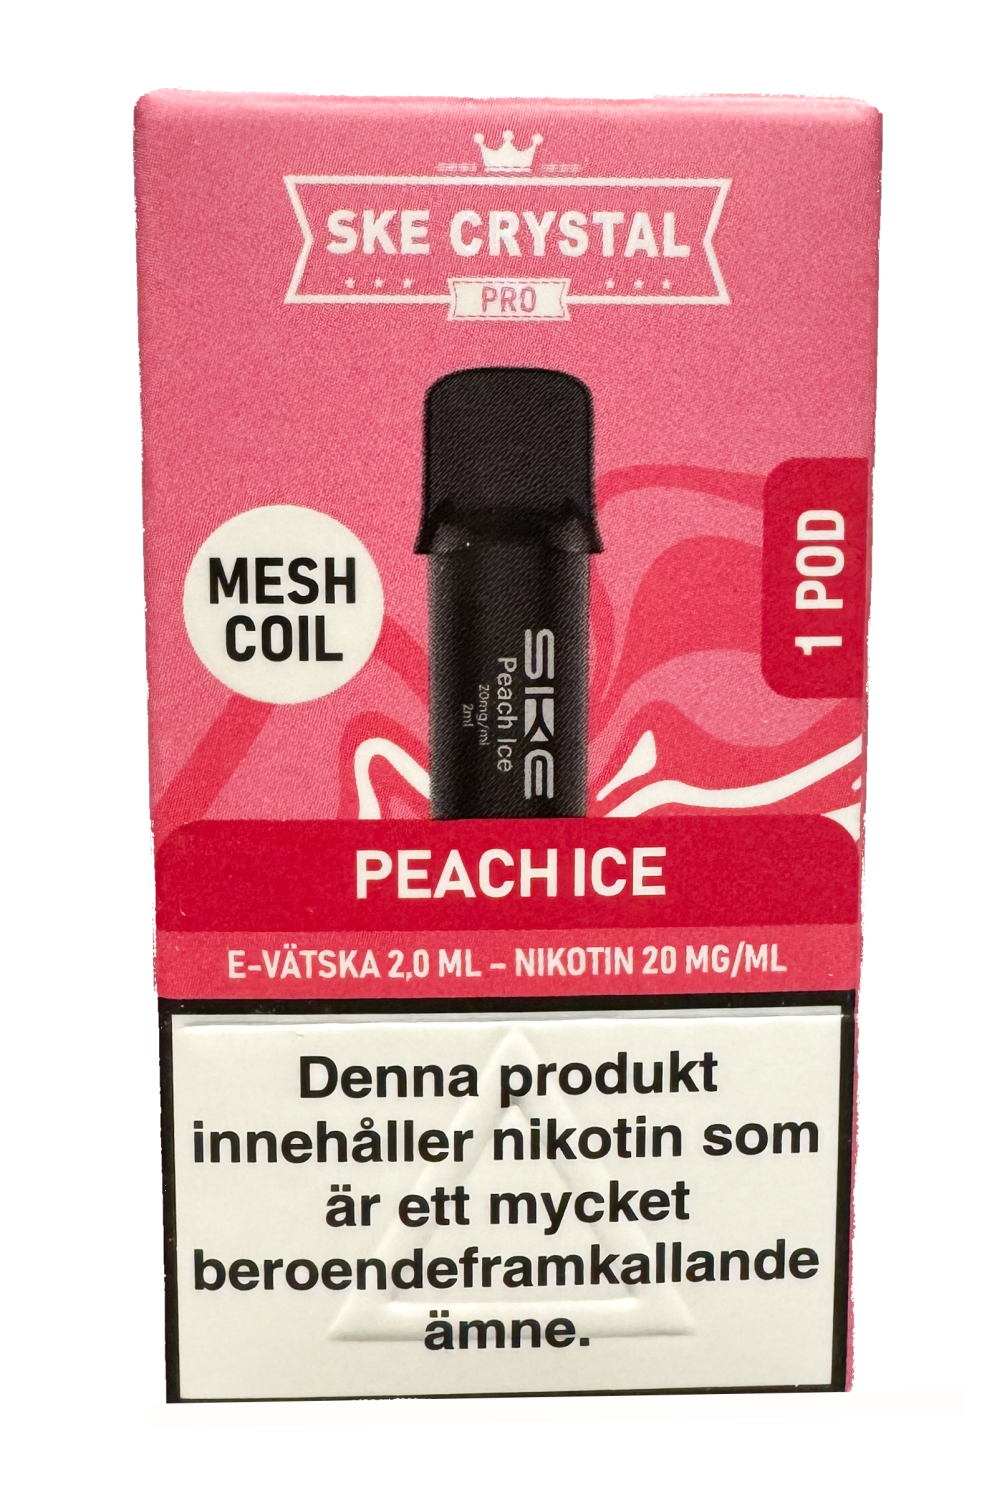 SKE CRYSTAL
PRO
MESH
COIL
1 POD
SKE
Peach Ice
20mg/ml
2ml
PEACH ICE
E-VÄTSKA 2,0 ML – NIKOTIN 20 MG/ML
Denna produkt
innehåller nikotin som
är ett mycket
beroendeframkallande
ämne.